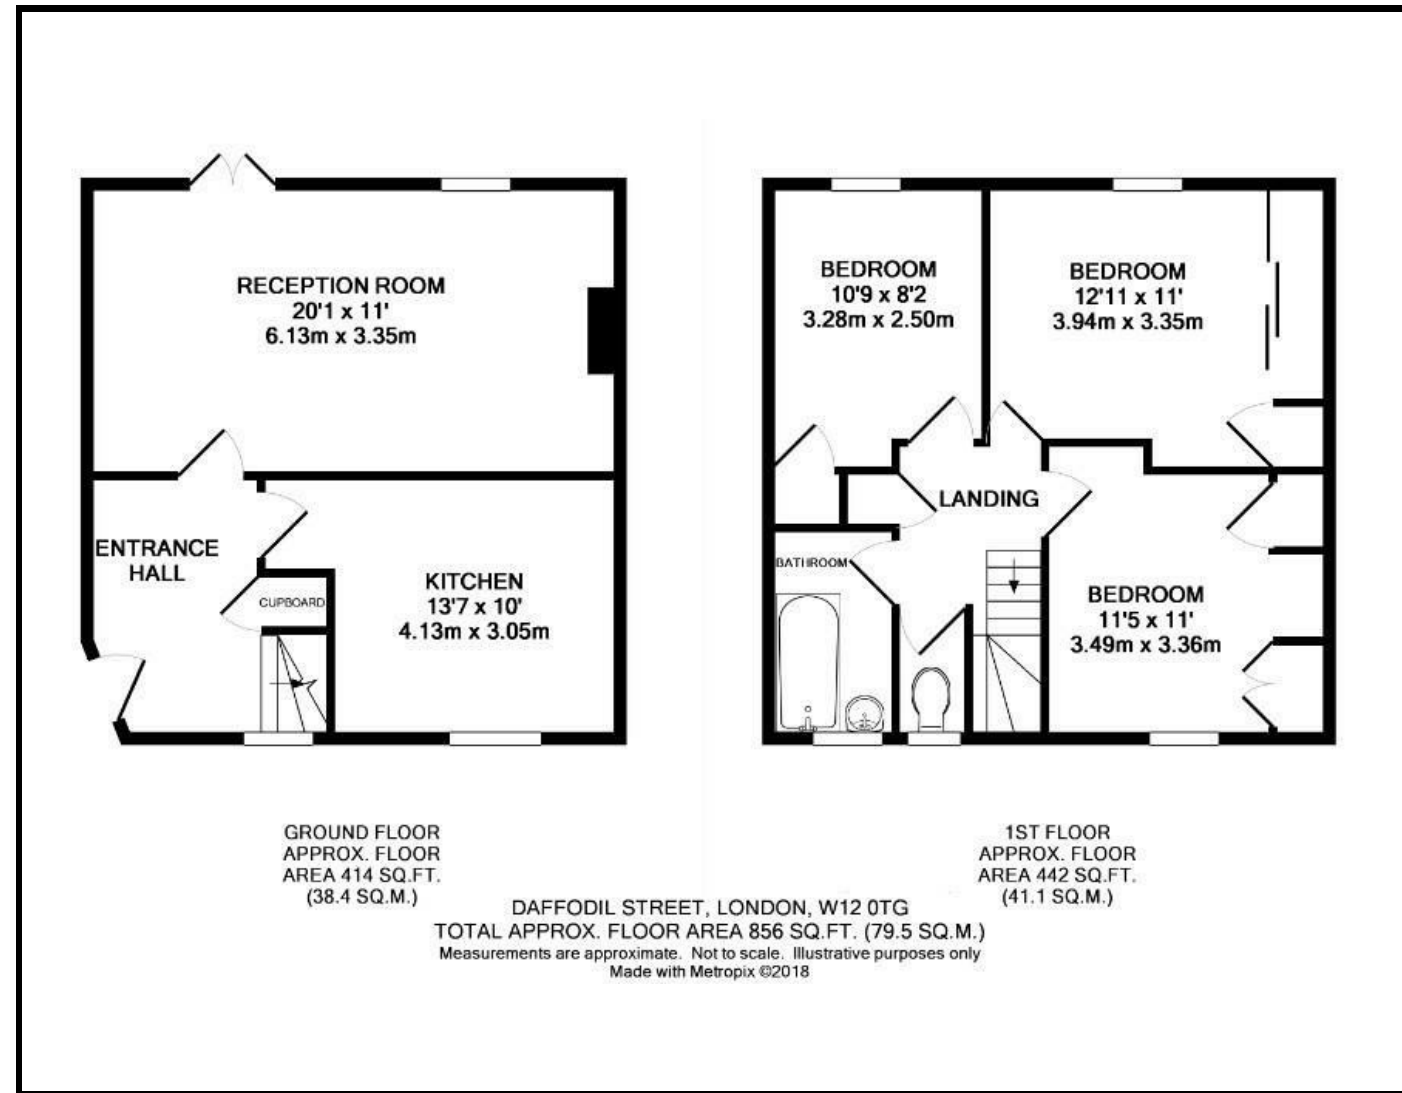 RECEPTION ROOM
20'1 x 11'
6.13m x 3.35m
ENTRANCE
HALL
CUPBOARD
KITCHEN
13'7 x 10'
4.13m x 3.05m
BEDROOM
10'9 x 8'2
3.28m x 2.50m
BEDROOM
12'11 x 11'
3.94m x 3.35m
LANDING
BATHROOM
BEDROOM
11'5 x 11'
3.49m x 3.36m
GROUND FLOOR
APPROX. FLOOR
AREA 414 SQ.FT.
(38.4 SQ.M.)
1ST FLOOR
APPROX. FLOOR
AREA 442 SQ.FT.
(41.1 SQ.M.)
DAFFODIL STREET, LONDON, W12 0TG
TOTAL APPROX. FLOOR AREA 856 SQ.FT. (79.5 SQ.M.)
Measurements are approximate. Not to scale. Illustrative purposes only
Made with Metropix ©2018